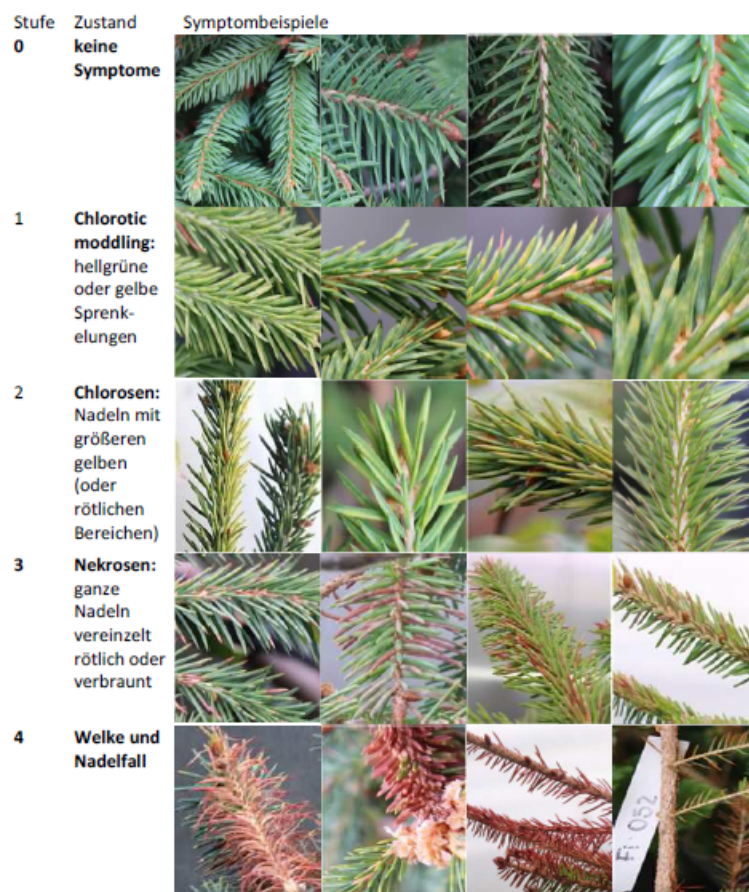 Stufe Zustand Symptombeispiele
0 keine
Symptome
1 Chlorotic
moddling:
hellgrüne
oder gelbe
Sprenk-
elungen
2 Chlorosen:
Nadeln mit
größeren
gelben
(oder
rötlichen
Bereichen)
3 Nekrosen:
ganze
Nadeln
vereinzelt
rötlich oder
verbraunt
4 Welke und
Nadelfall
Fi 052